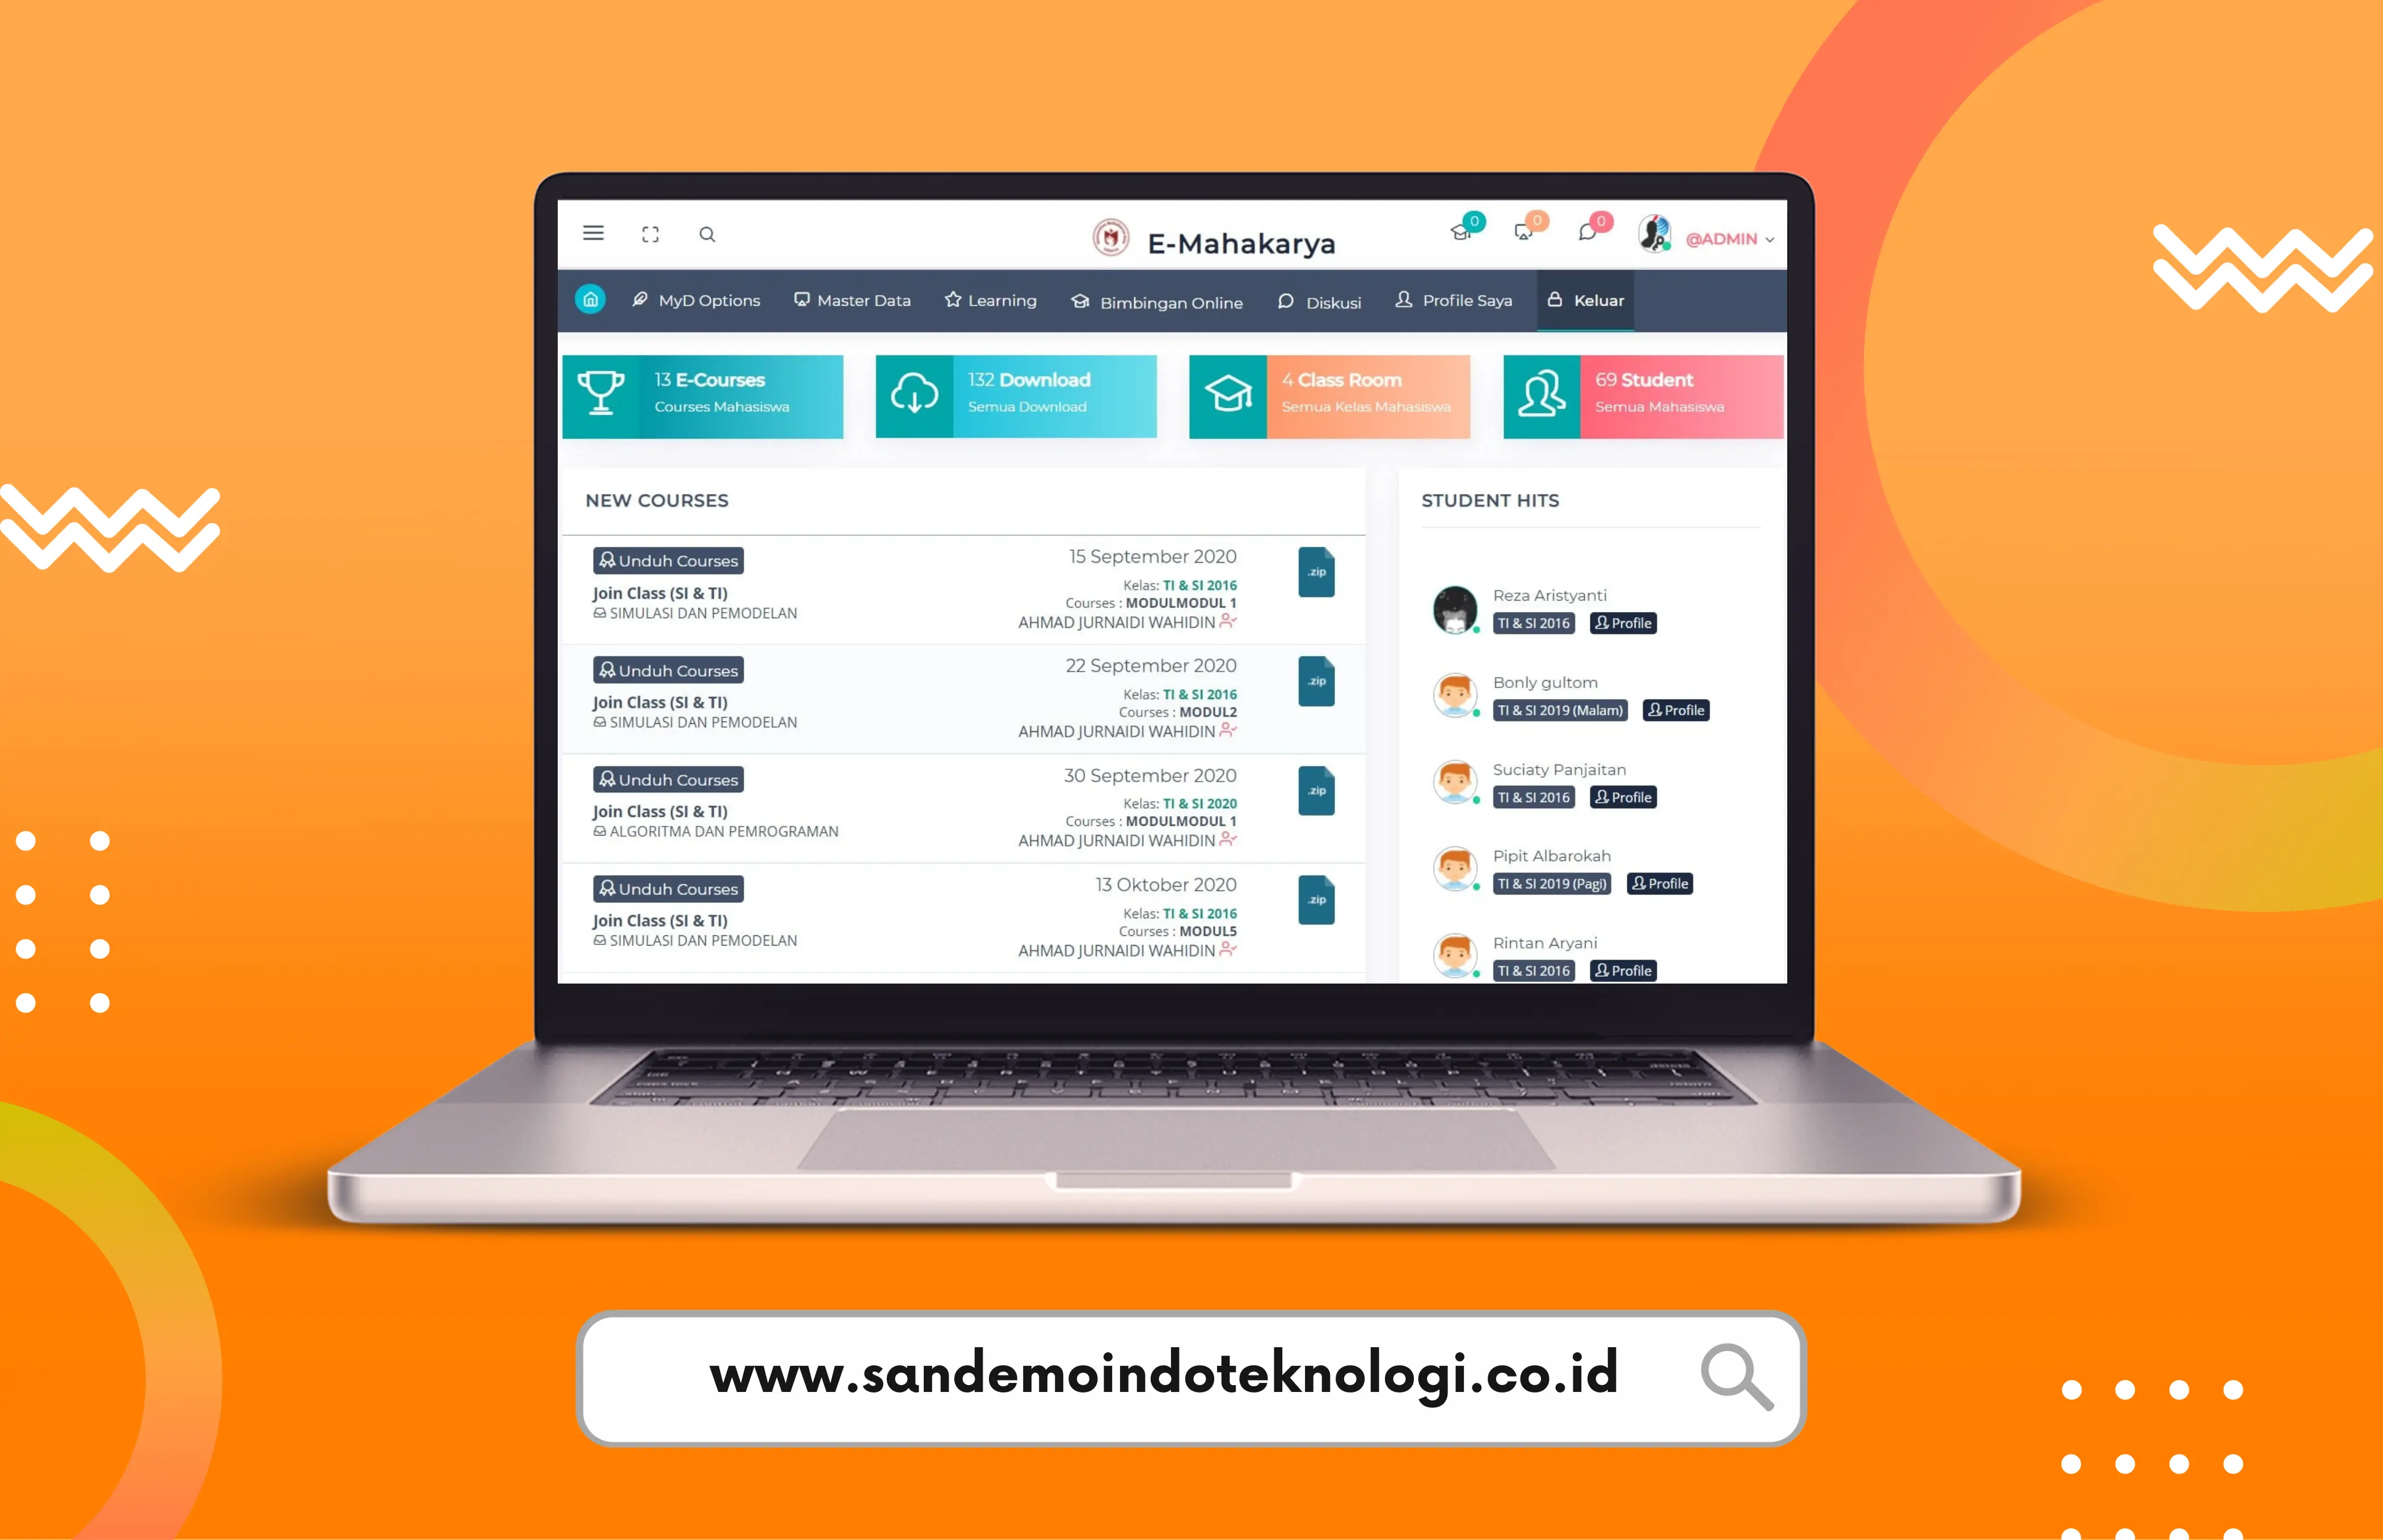 E-Mahakarya
0
0
0
@ADMIN
MyD Options
Master Data
Learning
Bimbingan Online
Diskusi
Profile Saya
Keluar
13 E-Courses
Courses Mahasiswa
132 Download
Semua Download
4 Class Room
Semua Kelas Mahasiswa
69 Student
Semua Mahasiswa
NEW COURSES
Unduh Courses
Join Class (SI & TI)
SIMULASI DAN PEMODELAN
15 September 2020
Kelas: TI & SI 2016
Courses : MODULMODUL 1
AHMAD JURNAIDI WAHIDIN
.zip
Unduh Courses
Join Class (SI & TI)
SIMULASI DAN PEMODELAN
22 September 2020
Kelas: TI & SI 2016
Courses : MODUL2
AHMAD JURNAIDI WAHIDIN
.zip
Unduh Courses
Join Class (SI & TI)
ALGORITMA DAN PEMROGRAMAN
30 September 2020
Kelas: TI & SI 2020
Courses : MODULMODUL 1
AHMAD JURNAIDI WAHIDIN
.zip
Unduh Courses
Join Class (SI & TI)
SIMULASI DAN PEMODELAN
13 Oktober 2020
Kelas: TI & SI 2016
Courses : MODUL5
AHMAD JURNAIDI WAHIDIN
.zip
STUDENT HITS
Reza Aristyanti
TI & SI 2016 Profile
Bonly gultom
TI & SI 2019 (Malam) Profile
Suciaty Panjaitan
TI & SI 2016 Profile
Pipit Albarokah
TI & SI 2019 (Pagi) Profile
Rintan Aryani
TI & SI 2016 Profile
www.sandemoindoteknologi.co.id